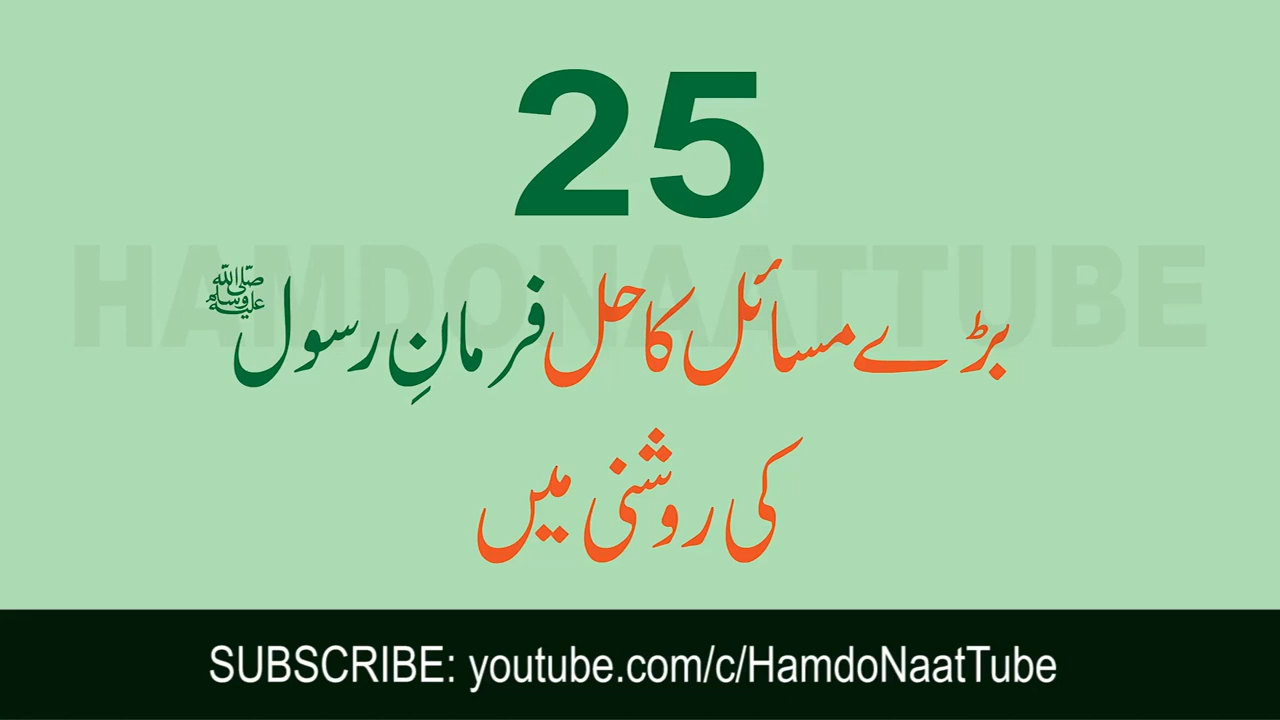 25
HAMDONAATTUBE
بڑے مسائل کا حل فرمانِ رسول ﷺ
کی روشنی میں
SUBSCRIBE: youtube.com/c/HamdoNaatTube